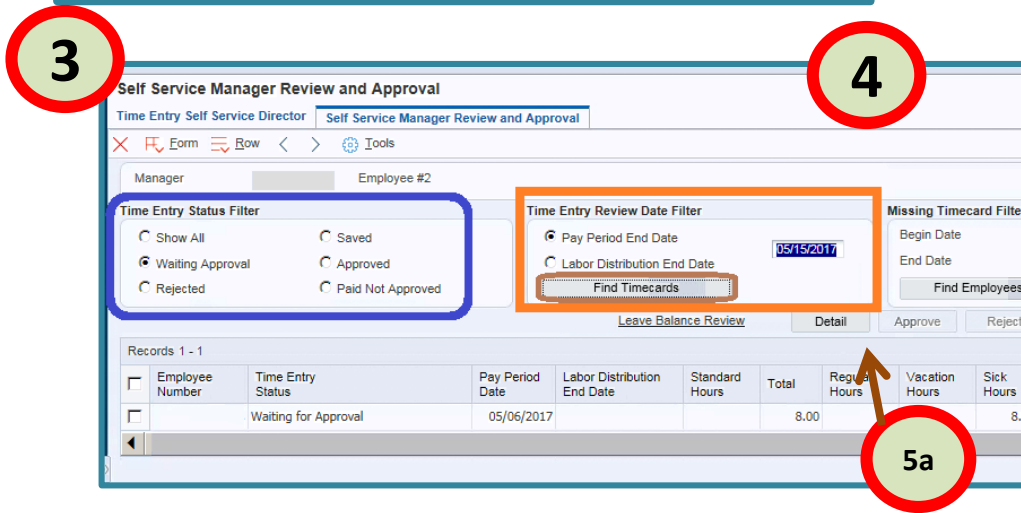 3
4
Self Service Manager Review and Approval
Time Entry Self Service Director Self Service Manager Review and Approval
Form Row Tools
Manager Employee #2
Time Entry Status Filter Time Entry Review Date Filter Missing Timecard Filte
Show All Saved Pay Period End Date 05/15/2017 Begin Date
Waiting Approval Approved Labor Distribution End Date End Date
Rejected Paid Not Approved Find Timecards Find Employees
Leave Balance Review Detail Approve Reject
Records 1 - 1
Employee Number Time Entry Status Pay Period Date Labor Distribution End Date Standard Hours Total Regular Hours Vacation Hours Sick Hours
Waiting for Approval 05/06/2017 8.00 8.
5a